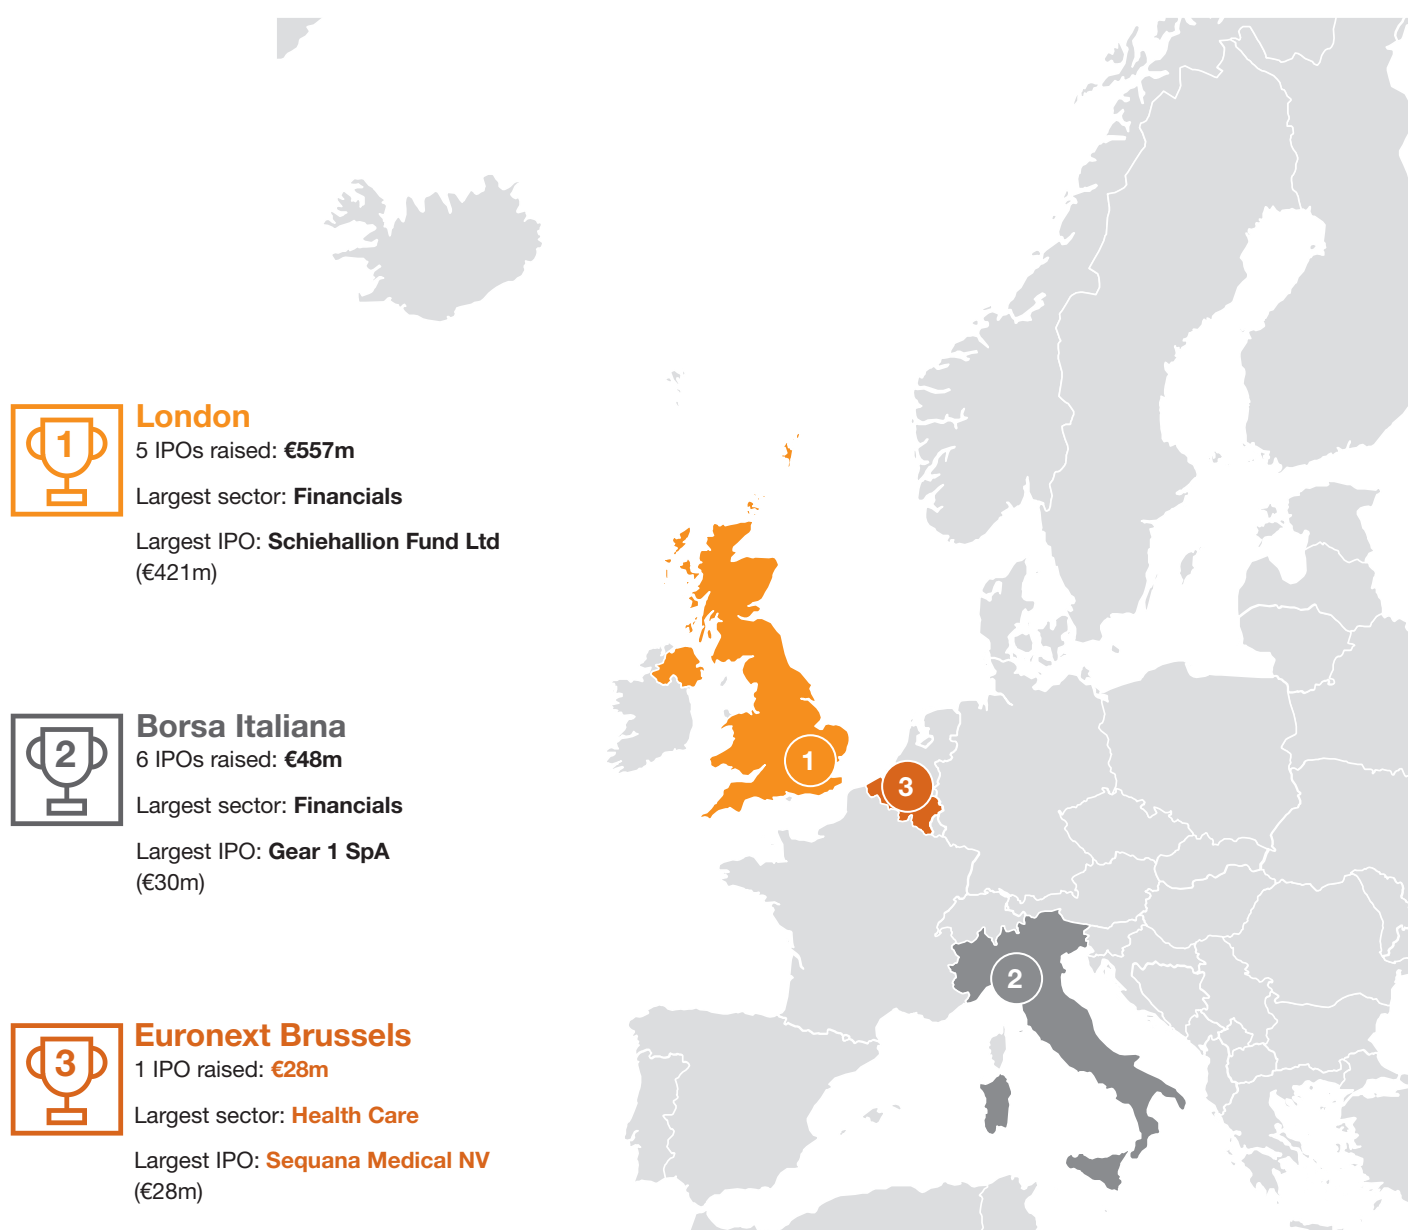 1
London
5 IPOs raised: €557m
Largest sector: Financials
Largest IPO: Schiehallion Fund Ltd
(€421m)
2
Borsa Italiana
6 IPOs raised: €48m
Largest sector: Financials
Largest IPO: Gear 1 SpA
(€30m)
3
Euronext Brussels
1 IPO raised: €28m
Largest sector: Health Care
Largest IPO: Sequana Medical NV
(€28m)
1
3
2